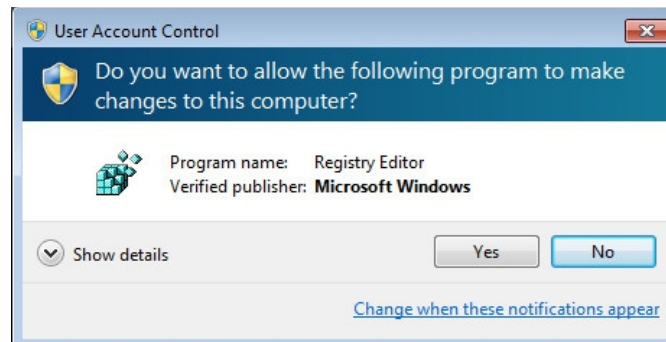 User Account Control
Do you want to allow the following program to make
changes to this computer?
Program name: Registry Editor
Verified publisher: Microsoft Windows
Show details
Yes No
Change when these notifications appear